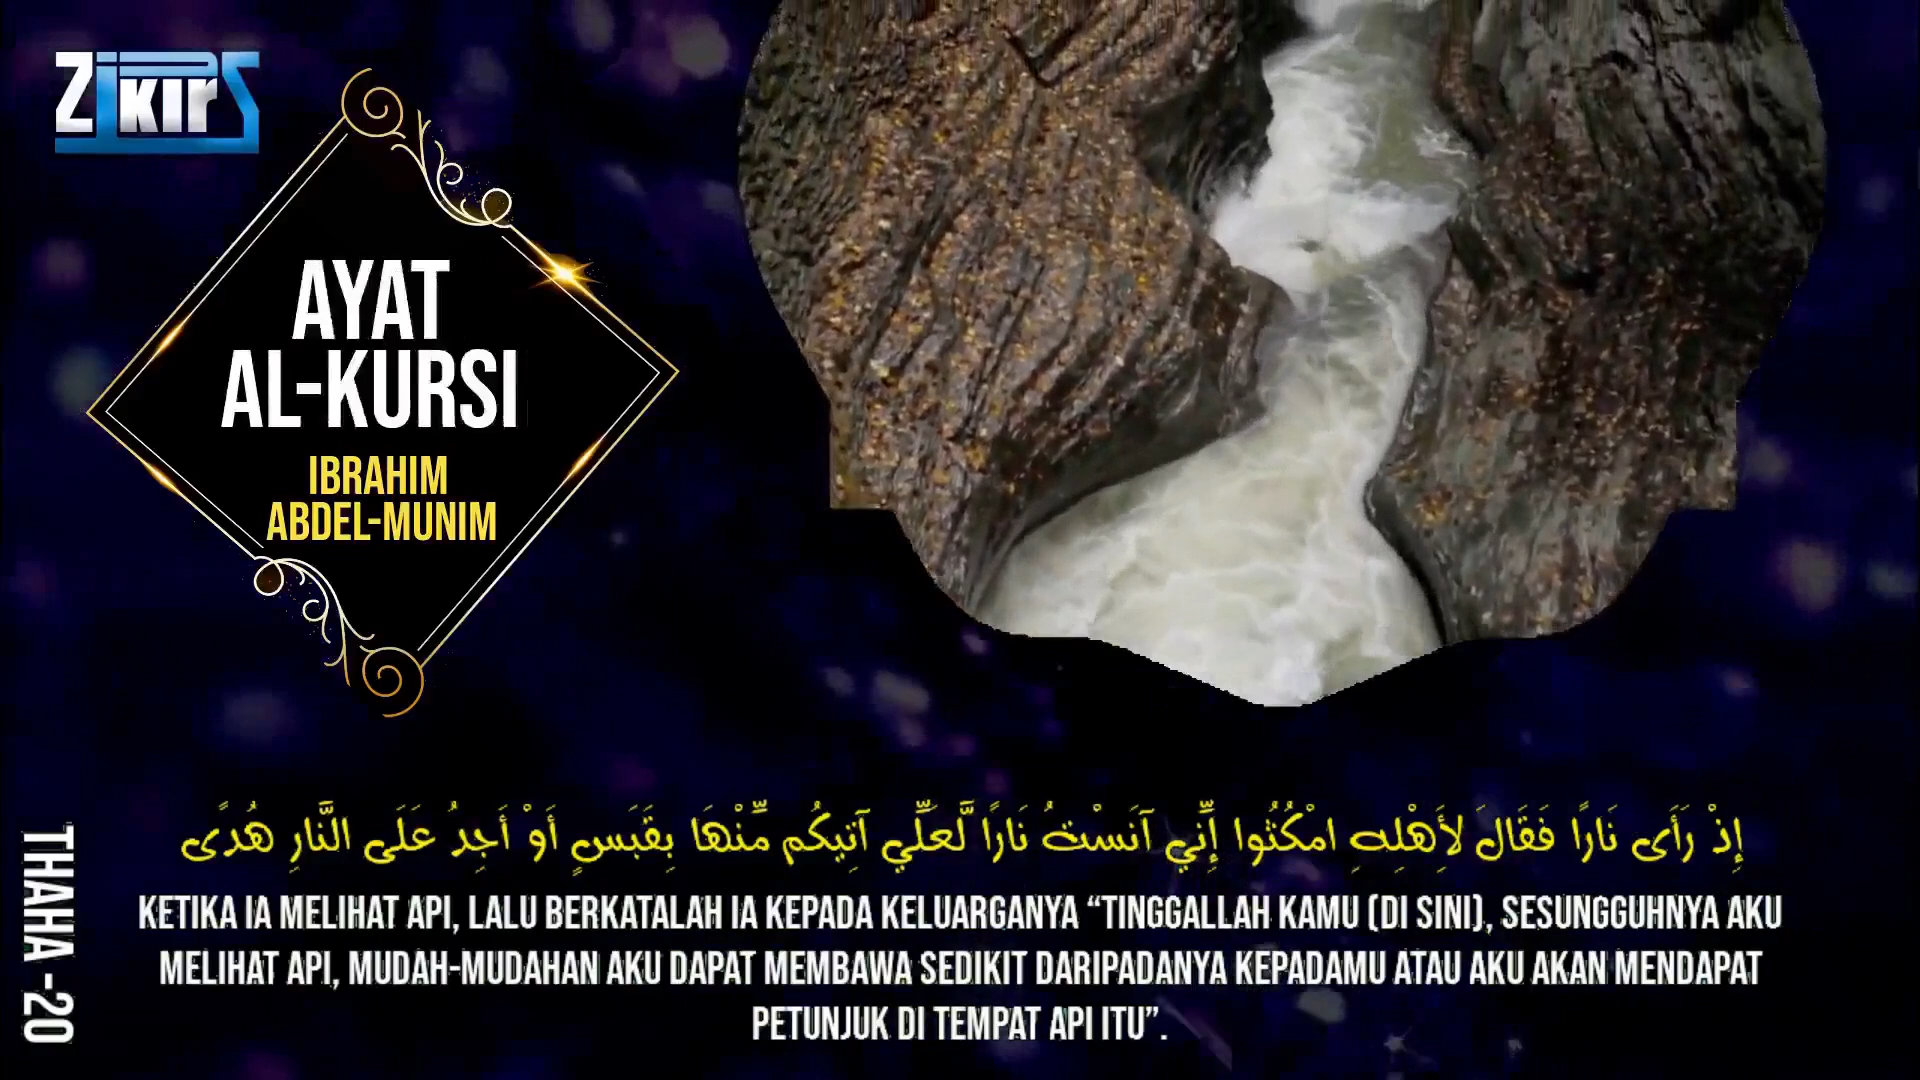 ZikirS
AYAT
AL-KURSI
IBRAHIM
ABDEL-MUNIM
إِذْ رَأَى نَارًا فَقَالَ لِأَهْلِهِ امْكُثُوا إِنِّي آنَسْتُ نَارًا لَّعَلِّي آتِيكُم مِّنْهَا بِقَبَسٍ أَوْ أَجِدُ عَلَى النَّارِ هُدًى
KETIKA IA MELIHAT API, LALU BERKATALAH IA KEPADA KELUARGANYA “TINGGALLAH KAMU (DI SINI), SESUNGGUHNYA AKU
MELIHAT API, MUDAH-MUDAHAN AKU DAPAT MEMBAWA SEDIKIT DARIPADANYA KEPADAMU ATAU AKU AKAN MENDAPAT
PETUNJUK DI TEMPAT API ITU”.
THAHA -20